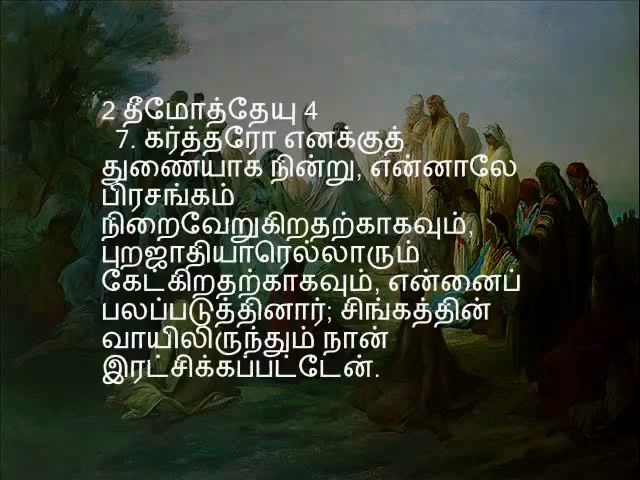 2 தீமோத்தேயு 4
7. கர்த்தரோ எனக்குத்
துணையாக நின்று, என்னாலே
பிரசங்கம்
நிறைவேறுகிறதற்காகவும்,
புறஜாதியாரெல்லாரும்
கேட்கிறதற்காகவும், என்னைப்
பலப்படுத்தினார்; சிங்கத்தின்
வாயிலிருந்தும் நான்
இரட்சிக்கப்பட்டேன்.